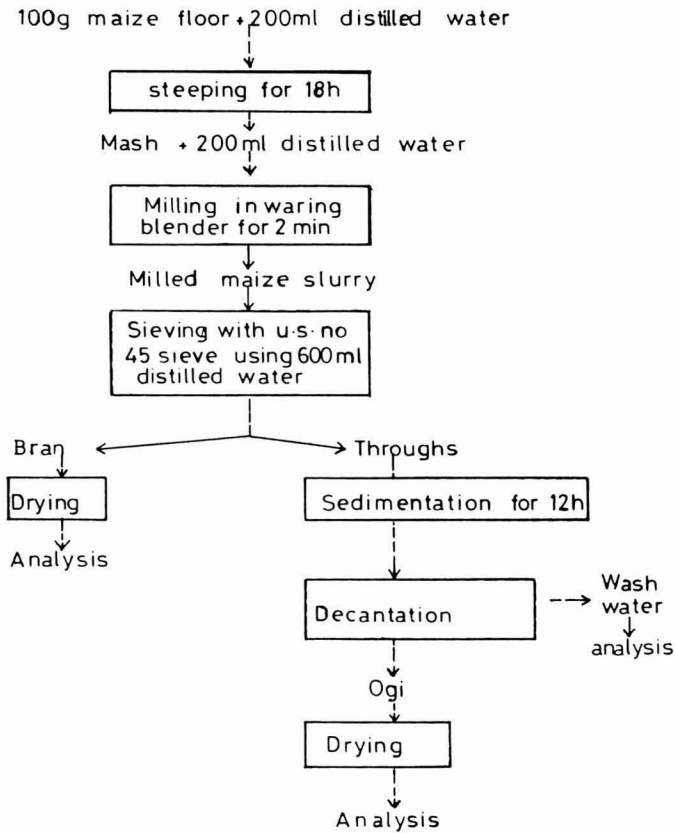 100g maize floor + 200ml distilled water
steeping for 18h
Mash + 200ml distilled water
Milling in waring
blender for 2 min
Milled maize slurry
Sieving with u.s. no
45 sieve using 600ml
distilled water
Bran
Throughs
Drying
Sedimentation for 12h
Analysis
Decantation
Wash
water
analysis
Ogi
Drying
Analysis